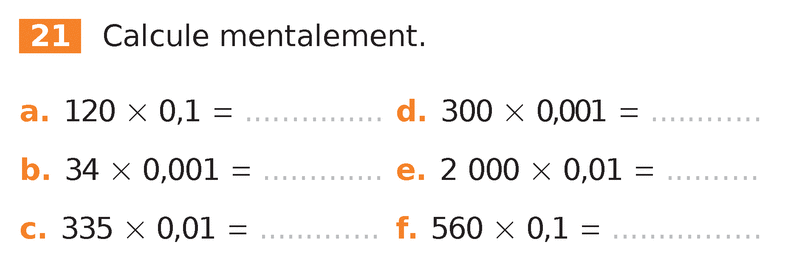 21 Calcule mentalement.
a. 120 × 0,1 = ...............
d. 300 × 0,001 = ............
b. 34 × 0,001 = .............
e. 2 000 × 0,01 = ..........
c. 335 × 0,01 = .............
f. 560 × 0,1 = ................